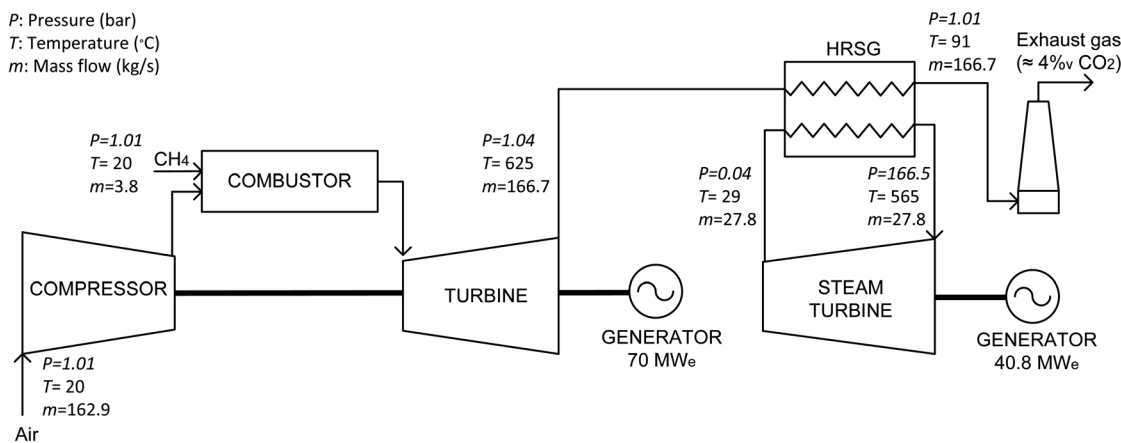 P: Pressure (bar)
T: Temperature (°C)
m: Mass flow (kg/s)
P=1.01
T= 20
m=3.8
CH4
COMBUSTOR
COMPRESSOR
P=1.01
T= 20
m=162.9
Air
P=1.04
T= 625
m=166.7
TURBINE
GENERATOR
70 MWe
HRSG
P=1.01
T= 91
m=166.7
Exhaust gas
(≈ 4%v CO2)
P=0.04
T= 29
m=27.8
P=166.5
T= 565
m=27.8
STEAM
TURBINE
GENERATOR
40.8 MWe